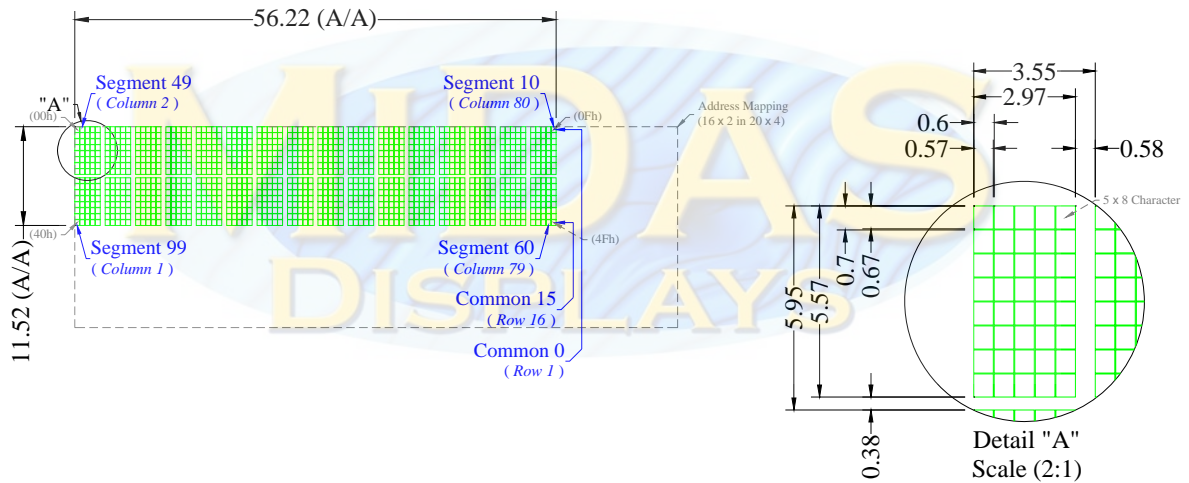 56.22 (A/A)
Segment 49
( Column 2 )
"A"
(00h)
Segment 10
( Column 80 )
(0Fh)
Address Mapping
(16 x 2 in 20 x 4)
11.52 (A/A)
(40h)
Segment 99
( Column 1 )
Segment 60
( Column 79 )
(4Fh)
Common 15
( Row 16 )
Common 0
( Row 1 )
MiDAS
DISPLAYS
3.55
2.97
0.6
0.57
0.58
5 x 8 Character
0.7
0.67
5.95
5.57
0.38
Detail "A"
Scale (2:1)